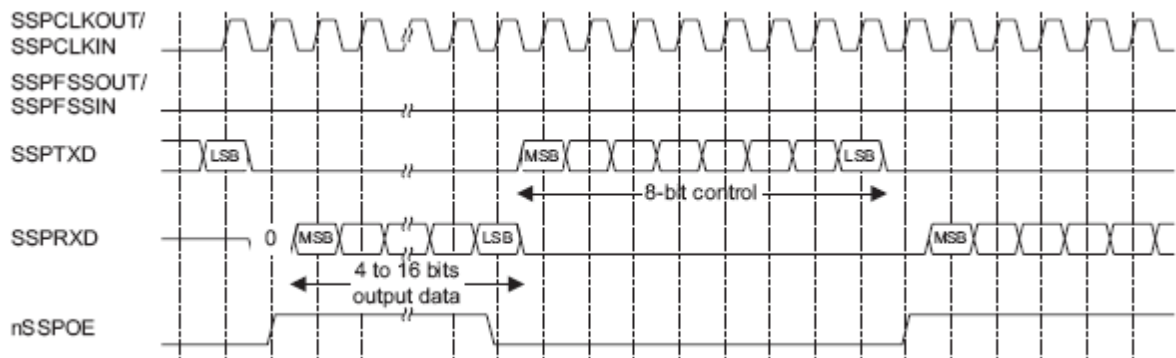 SSPCLKOUT/
SSPCLKIN
SSPFSSOUT/
SSPFSSIN
SSPTXD
LSB
MSB
LSB
8-bit control
SSPRXD
0
MSB
LSB
MSB
4 to 16 bits
output data
nSSPOE